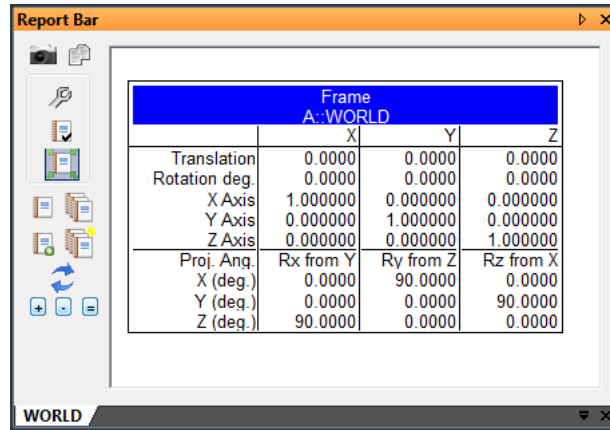 Report Bar
Frame
A::WORLD
X Y Z
Translation 0.0000 0.0000 0.0000
Rotation deg. 0.0000 0.0000 0.0000
X Axis 1.000000 0.000000 0.000000
Y Axis 0.000000 1.000000 0.000000
Z Axis 0.000000 0.000000 1.000000
Proj. Ang. Rx from Y Ry from Z Rz from X
X (deg.) 0.0000 90.0000 0.0000
Y (deg.) 0.0000 0.0000 90.0000
Z (deg.) 90.0000 0.0000 0.0000
WORLD